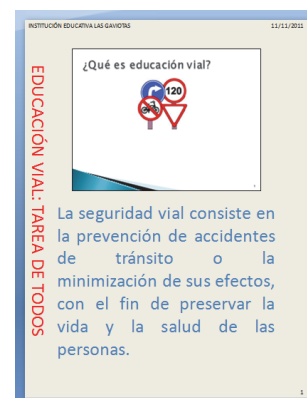 INSTITUCIÓN EDUCATIVA LAS GAVIOTAS
11/11/2011
EDUCACIÓN VIAL: TAREA DE TODOS
¿Qué es educación vial?
120
La seguridad vial consiste en
la prevención de accidentes
de tránsito o la
minimización de sus efectos,
con el fin de preservar la
vida y la salud de las
personas.
1